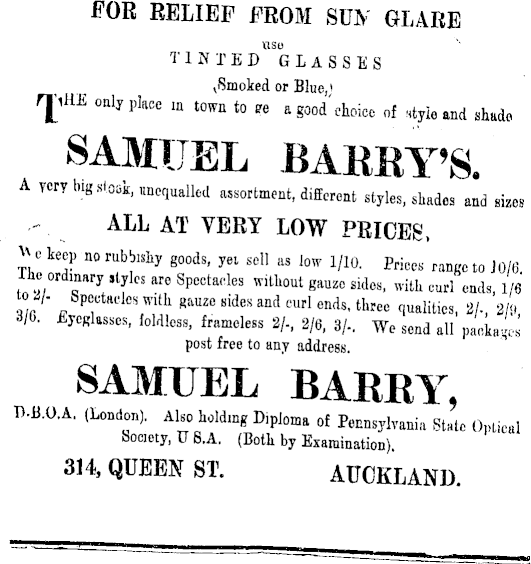 FOR RELIEF FROM SUN GLARE
use
TINTED GLASSES
(Smoked or Blue,)
THE only place in town to ge a good choice of style and shade
SAMUEL BARRY'S.
A very big stock, unequalled assortment, different styles, shades and sizes
ALL AT VERY LOW PRICES,
We keep no rubbishy goods, yet sell as low 1/10. Prices range to 10/6.
The ordinary styles are Spectacles without gauze sides, with curl ends, 1/6
to 2/- Spectacles with gauze sides and curl ends, three qualities, 2/-, 2/9,
3/6. Eyeglasses, foldless, frameless 2/-, 2/6, 3/-. We send all packages
post free to any address.
SAMUEL BARRY,
D.B.O.A. (London). Also holding Diploma of Pennsylvania State Optical
Society, U S.A. (Both by Examination).
314, QUEEN ST. AUCKLAND.